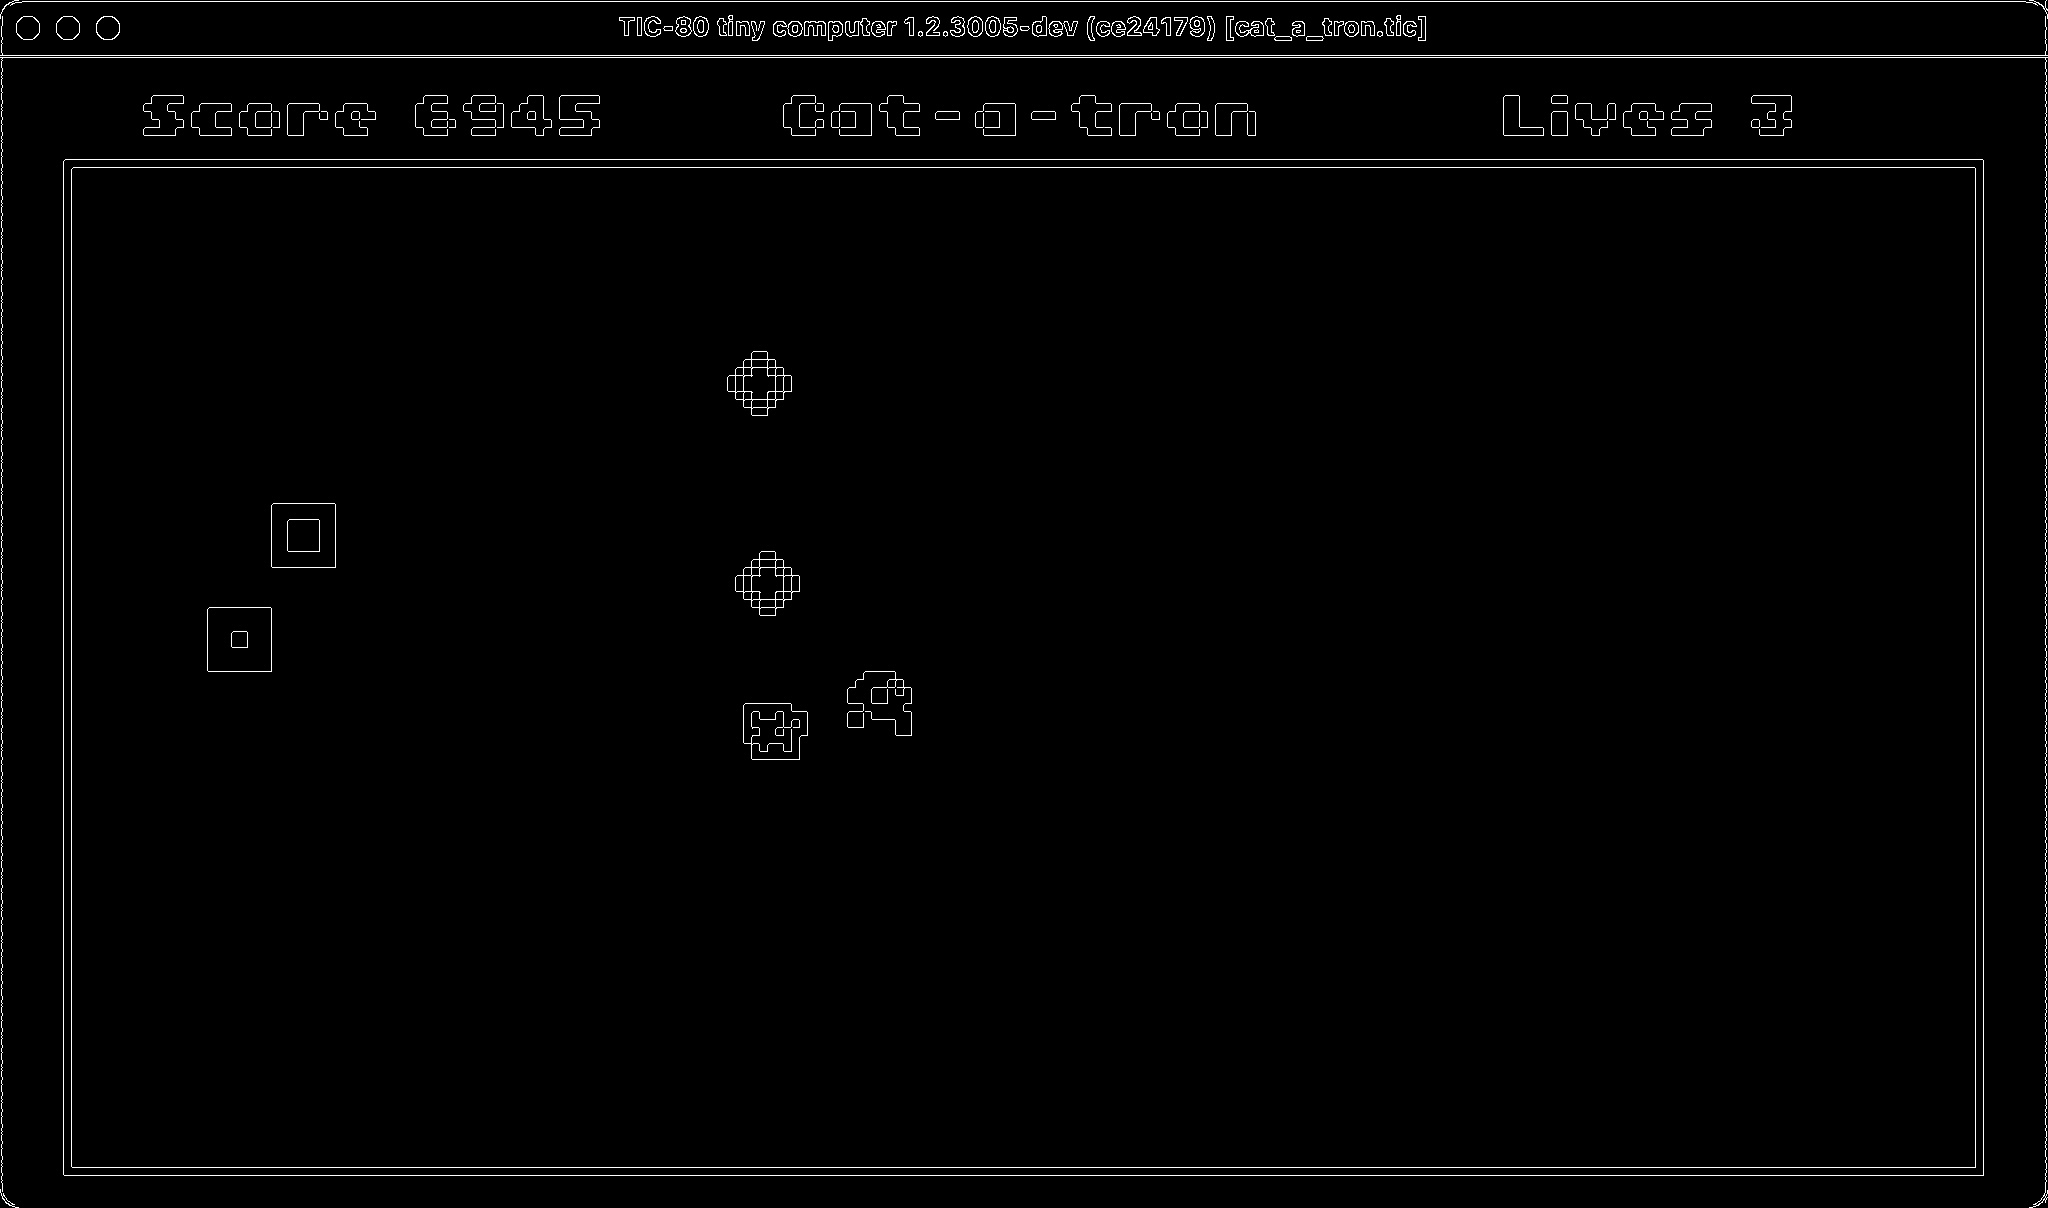 TIC-80 tiny computer 1.2.3005-dev (ce24179) [cat_a_tron.tic]
Score 6945 Cat-a-tron Lives 3